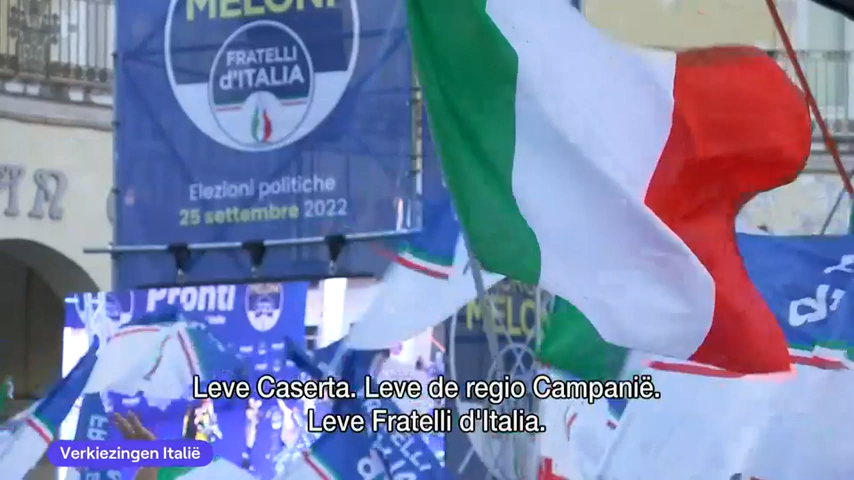 MELONI
FRATELLI
d'ITALIA
Elezioni politiche
25 settembre 2022
Pronti
MELONI
Leve Caserta. Leve de regio Campanië.
Leve Fratelli d'Italia.
Verkiezingen Italië